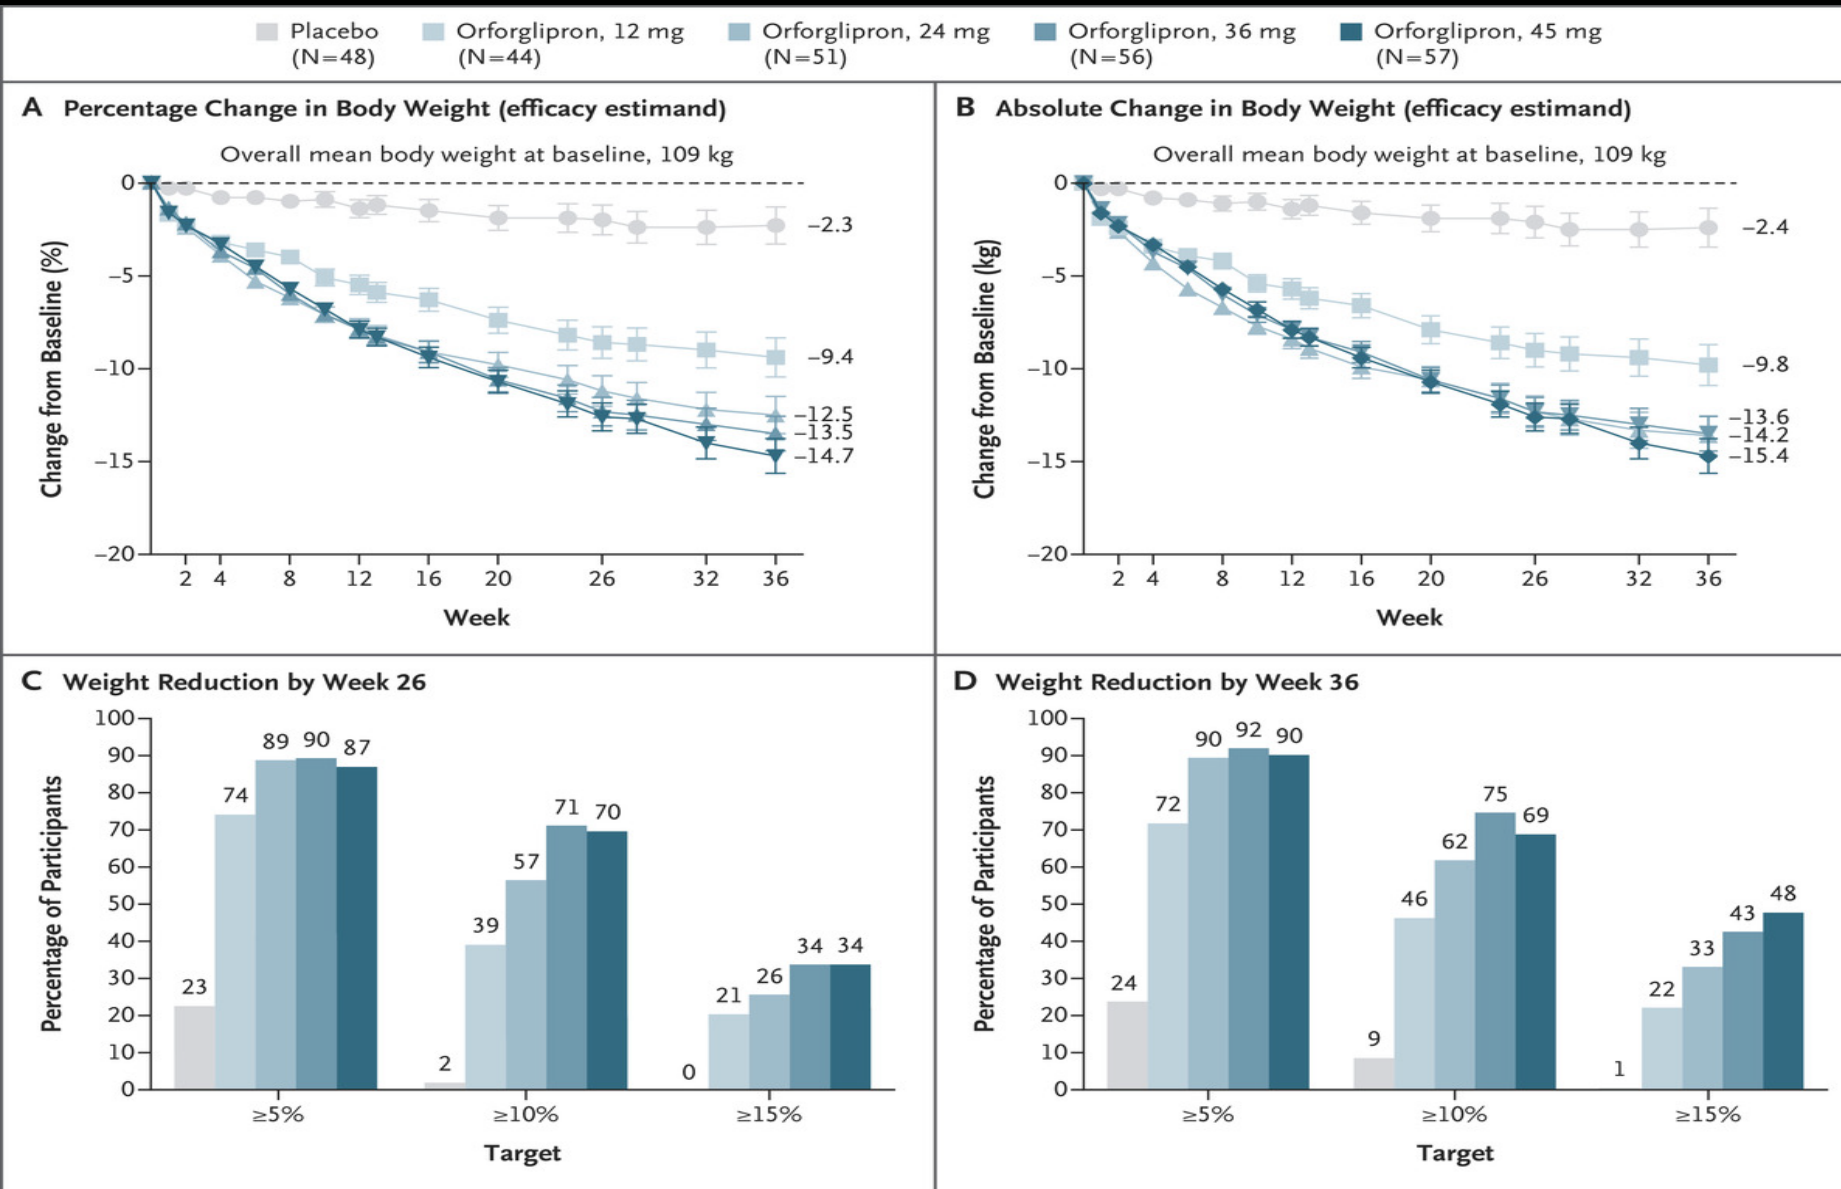 Placebo (N=48)
Orforglipron, 12 mg (N=44)
Orforglipron, 24 mg (N=51)
Orforglipron, 36 mg (N=56)
Orforglipron, 45 mg (N=57)
A Percentage Change in Body Weight (efficacy estimand)
Overall mean body weight at baseline, 109 kg
Change from Baseline (%)
0
−5
−10
−15
−20
−2.3
−9.4
−12.5
−13.5
−14.7
2 4 8 12 16 20 26 32 36
Week
B Absolute Change in Body Weight (efficacy estimand)
Overall mean body weight at baseline, 109 kg
Change from Baseline (kg)
0
−5
−10
−15
−20
−2.4
−9.8
−13.6
−14.2
−15.4
2 4 8 12 16 20 26 32 36
Week
C Weight Reduction by Week 26
Percentage of Participants
100
90
80
70
60
50
40
30
20
10
0
23 74 89 90 87
2 39 57 71 70
0 21 26 34 34
≥5% ≥10% ≥15%
Target
D Weight Reduction by Week 36
Percentage of Participants
100
90
80
70
60
50
40
30
20
10
0
24 72 90 92 90
9 46 62 75 69
1 22 33 43 48
≥5% ≥10% ≥15%
Target